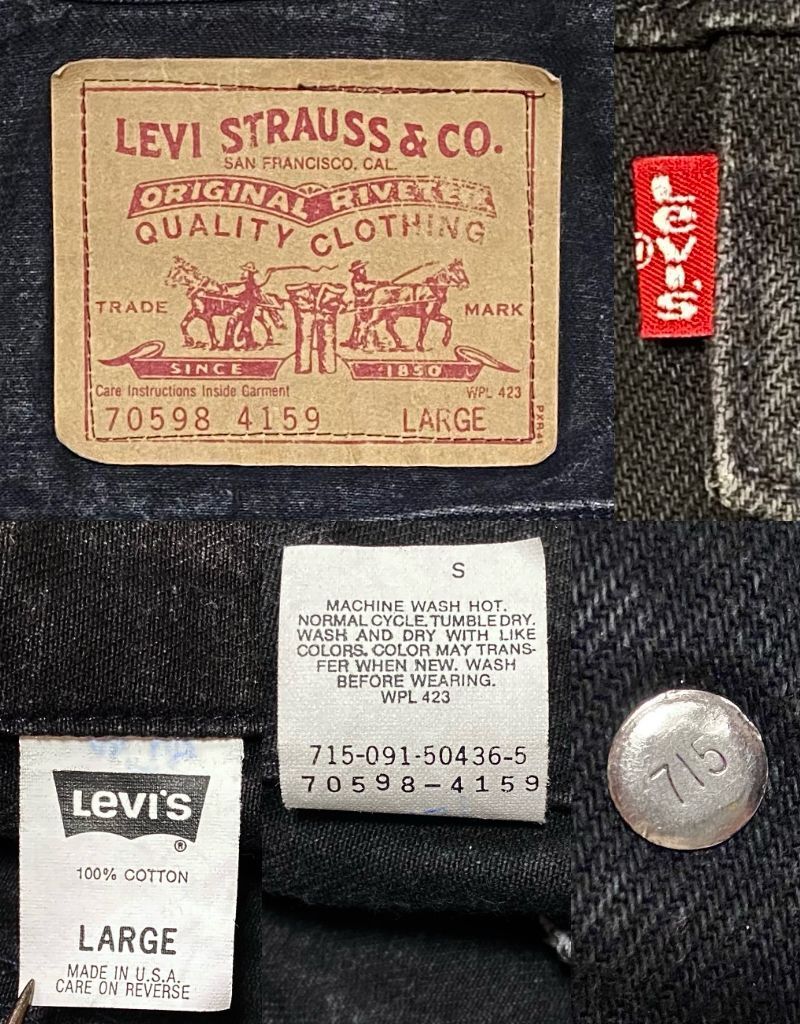 LEVI STRAUSS & CO.
SAN FRANCISCO, CAL.
ORIGINAL RIVETED
QUALITY CLOTHING
TRADE MARK
SINCE 1850
Care Instructions Inside Garment WPL 423
70598 4159 LARGE
PXR41
LEVI'S
®
S
MACHINE WASH HOT.
NORMAL CYCLE. TUMBLE DRY.
WASH AND DRY WITH LIKE
COLORS. COLOR MAY TRANS-
FER WHEN NEW. WASH
BEFORE WEARING.
WPL 423
715-091-50436-5
70598-4159
LEVI'S
®
100% COTTON
LARGE
MADE IN U.S.A.
CARE ON REVERSE
715